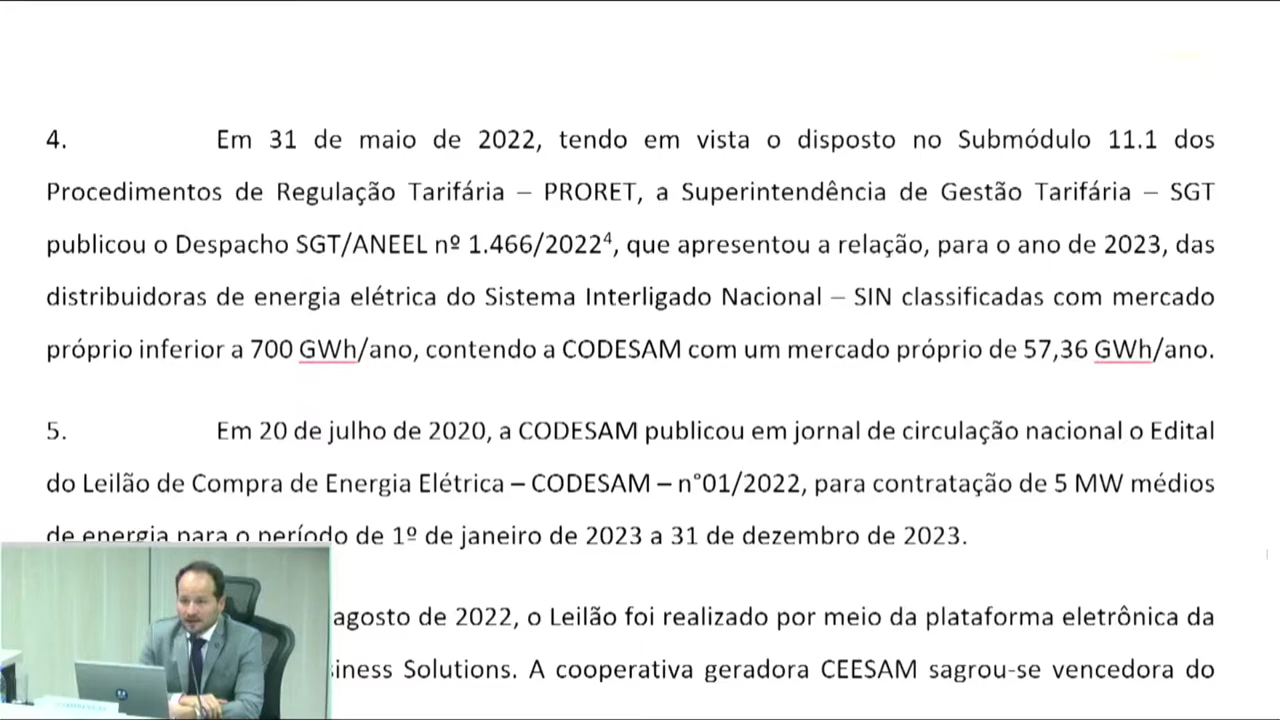 4. Em 31 de maio de 2022, tendo em vista o disposto no Submódulo 11.1 dos
Procedimentos de Regulação Tarifária – PRORET, a Superintendência de Gestão Tarifária – SGT
publicou o Despacho SGT/ANEEL nº 1.466/2022⁴, que apresentou a relação, para o ano de 2023, das
distribuidoras de energia elétrica do Sistema Interligado Nacional – SIN classificadas com mercado
próprio inferior a 700 GWh/ano, contendo a CODESAM com um mercado próprio de 57,36 GWh/ano.
5. Em 20 de julho de 2020, a CODESAM publicou em jornal de circulação nacional o Edital
do Leilão de Compra de Energia Elétrica – CODESAM – n°01/2022, para contratação de 5 MW médios
de energia para o período de 1º de janeiro de 2023 a 31 de dezembro de 2023.
agosto de 2022, o Leilão foi realizado por meio da plataforma eletrônica da
iness Solutions. A cooperativa geradora CEESAM sagrou-se vencedora do